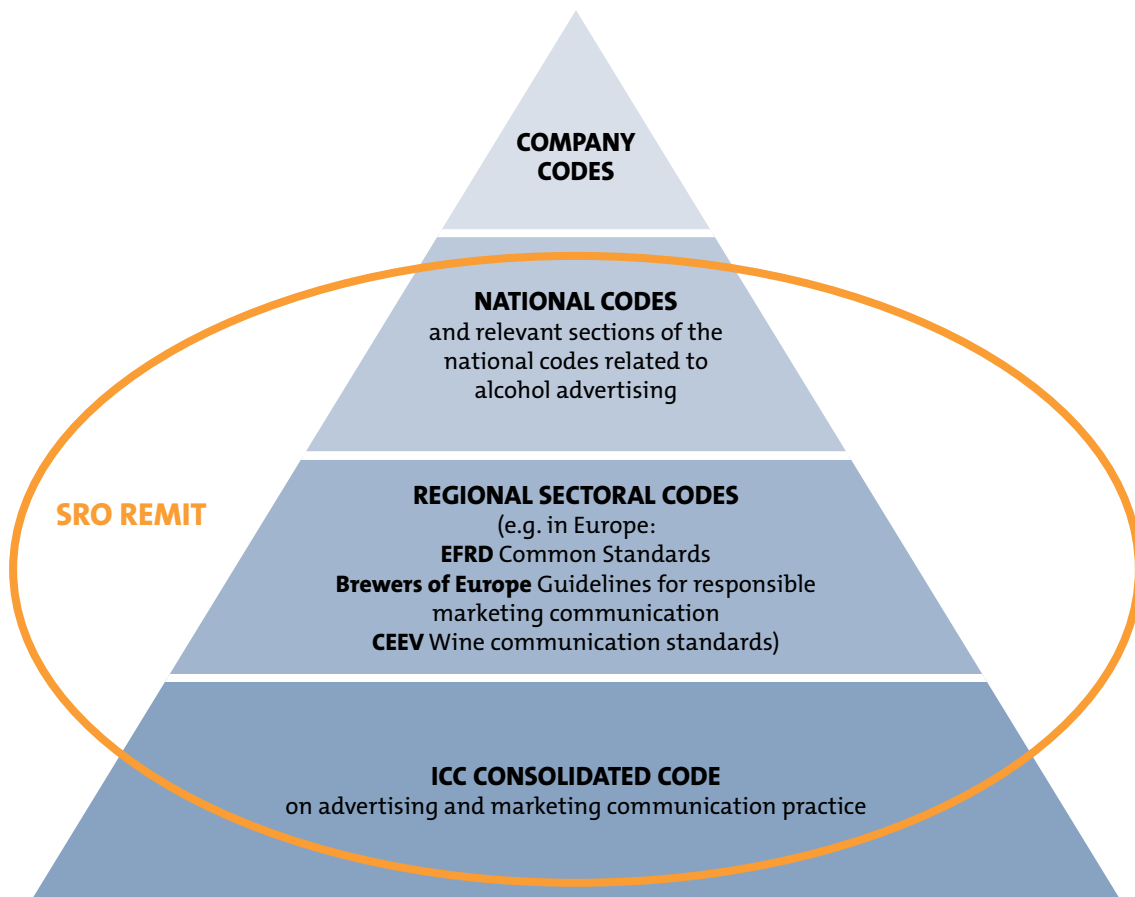 COMPANY
CODES
NATIONAL CODES
and relevant sections of the
national codes related to
alcohol advertising
SRO REMIT
REGIONAL SECTORAL CODES
(e.g. in Europe:
EFRD Common Standards
Brewers of Europe Guidelines for responsible
marketing communication
CEEV Wine communication standards)
ICC CONSOLIDATED CODE
on advertising and marketing communication practice